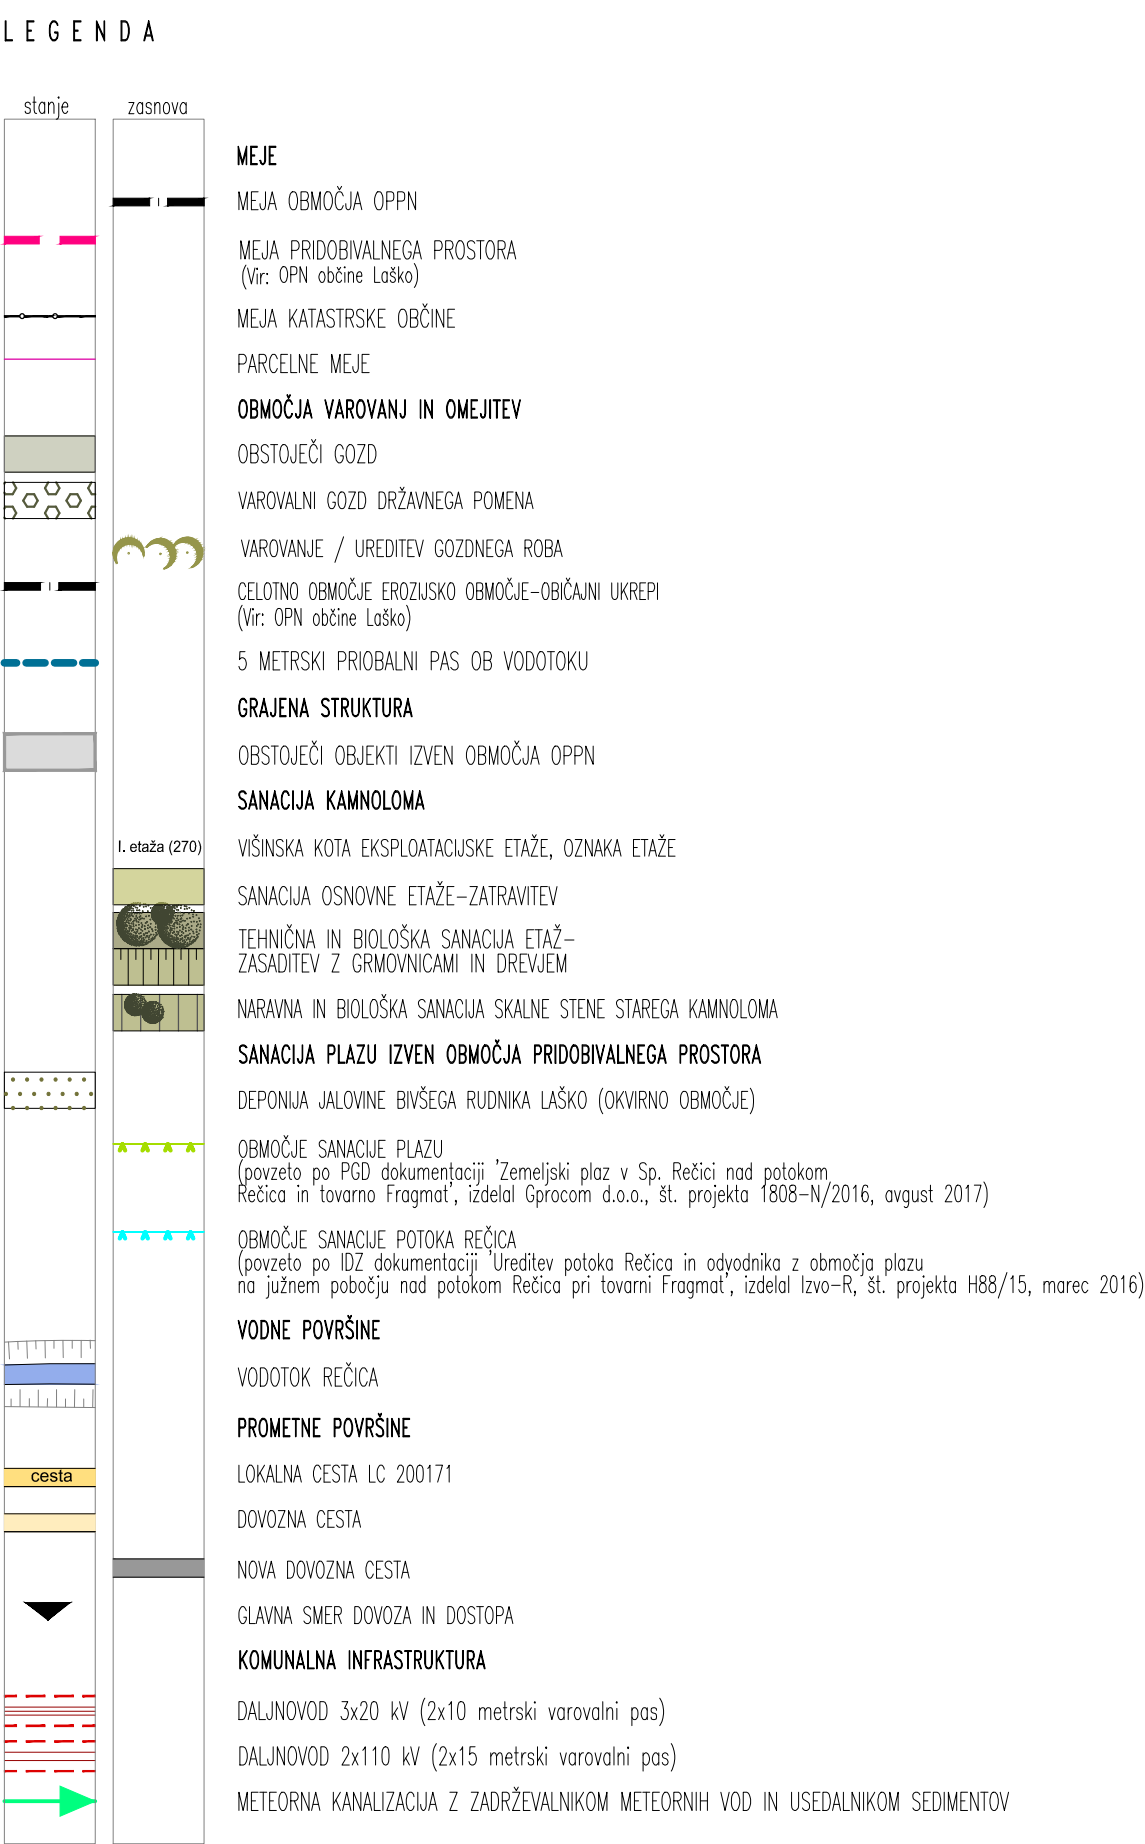 LEGENDA
stanje zasnova
MEJE
MEJA OBMOČJA OPPN
MEJA PRIDOBIVALNEGA PROSTORA
(Vir: OPN občine Laško)
MEJA KATASTRSKE OBČINE
PARCELNE MEJE
OBMOČJA VAROVANJ IN OMEJITEV
OBSTOJEČI GOZD
VAROVALNI GOZD DRŽAVNEGA POMENA
VAROVANJE / UREDITEV GOZDNEGA ROBA
CELOTNO OBMOČJE EROZIJSKO OBMOČJE-OBIČAJNI UKREPI
(Vir: OPN občine Laško)
5 METRSKI PRIOBALNI PAS OB VODOTOKU
GRAJENA STRUKTURA
OBSTOJEČI OBJEKTI IZVEN OBMOČJA OPPN
SANACIJA KAMNOLOMA
I. etaža (270) VIŠINSKA KOTA EKSPLOATACIJSKE ETAŽE, OZNAKA ETAŽE
SANACIJA OSNOVNE ETAŽE-ZATRAVITEV
TEHNIČNA IN BIOLOŠKA SANACIJA ETAŽ-
ZASADITEV Z GRMOVNICAMI IN DREVJEM
NARAVNA IN BIOLOŠKA SANACIJA SKALNE STENE STAREGA KAMNOLOMA
SANACIJA PLAZU IZVEN OBMOČJA PRIDOBIVALNEGA PROSTORA
DEPONIJA JALOVINE BIVŠEGA RUDNIKA LAŠKO (OKVIRNO OBMOČJE)
OBMOČJE SANACIJE PLAZU
(povzeto po PGD dokumentaciji 'Zemeljski plaz v Sp. Rečici nad potokom
Rečica in tovarno Fragmat', izdelal Gprocom d.o.o., št. projekta 1808-N/2016, avgust 2017)
OBMOČJE SANACIJE POTOKA REČICA
(povzeto po IDZ dokumentaciji 'Ureditev potoka Rečica in odvodnika z območja plazu
na južnem pobočju nad potokom Rečica pri tovarni Fragmat', izdelal Izvo-R, št. projekta H88/15, marec 2016)
VODNE POVRŠINE
VODOTOK REČICA
PROMETNE POVRŠINE
cesta LOKALNA CESTA LC 200171
DOVOZNA CESTA
NOVA DOVOZNA CESTA
GLAVNA SMER DOVOZA IN DOSTOPA
KOMUNALNA INFRASTRUKTURA
DALJNOVOD 3x20 kV (2x10 metrski varovalni pas)
DALJNOVOD 2x110 kV (2x15 metrski varovalni pas)
METEORNA KANALIZACIJA Z ZADRŽEVALNIKOM METEORNIH VOD IN USEDALNIKOM SEDIMENTOV